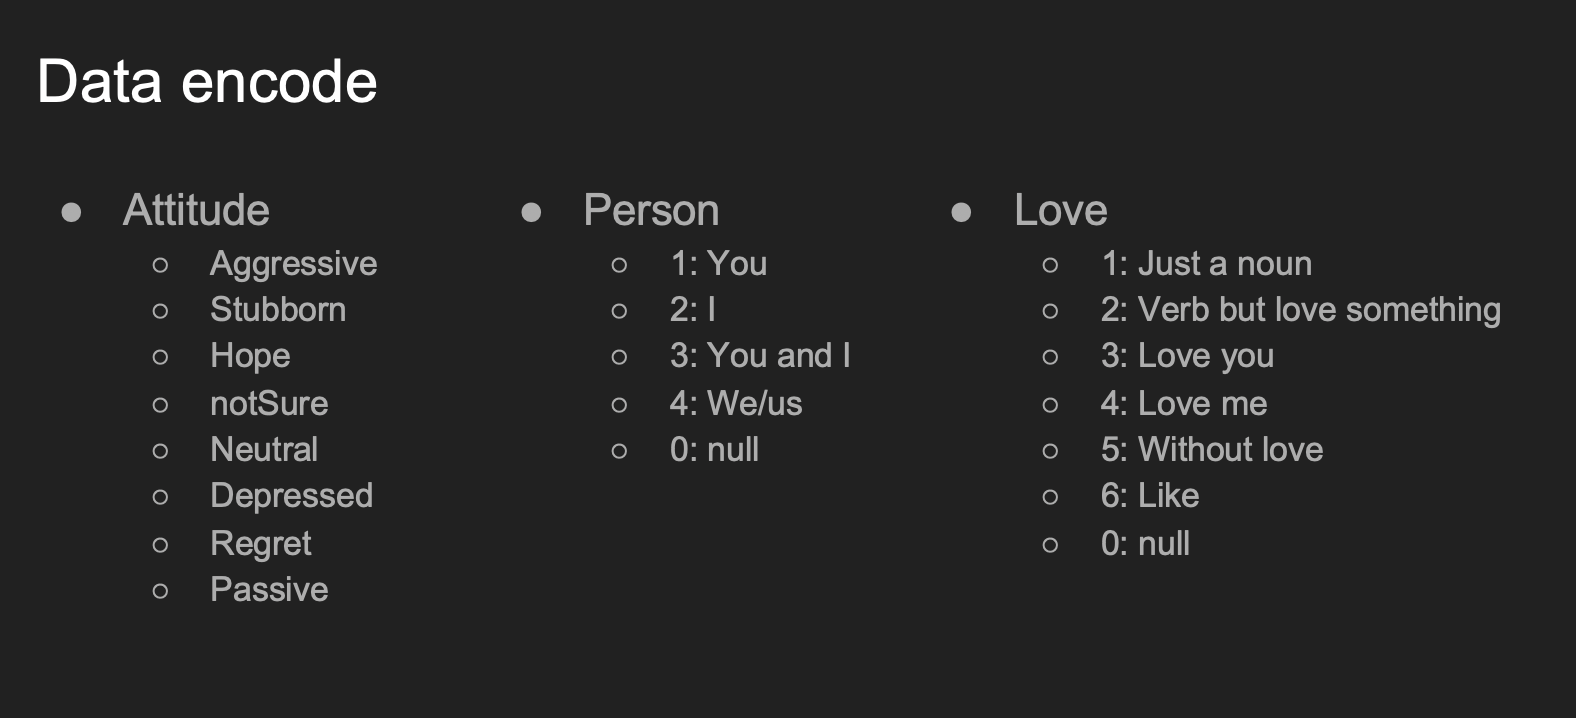 Data encode
Attitude
Aggressive
Stubborn
Hope
notSure
Neutral
Depressed
Regret
Passive
Person
1: You
2: I
3: You and I
4: We/us
0: null
Love
1: Just a noun
2: Verb but love something
3: Love you
4: Love me
5: Without love
6: Like
0: null